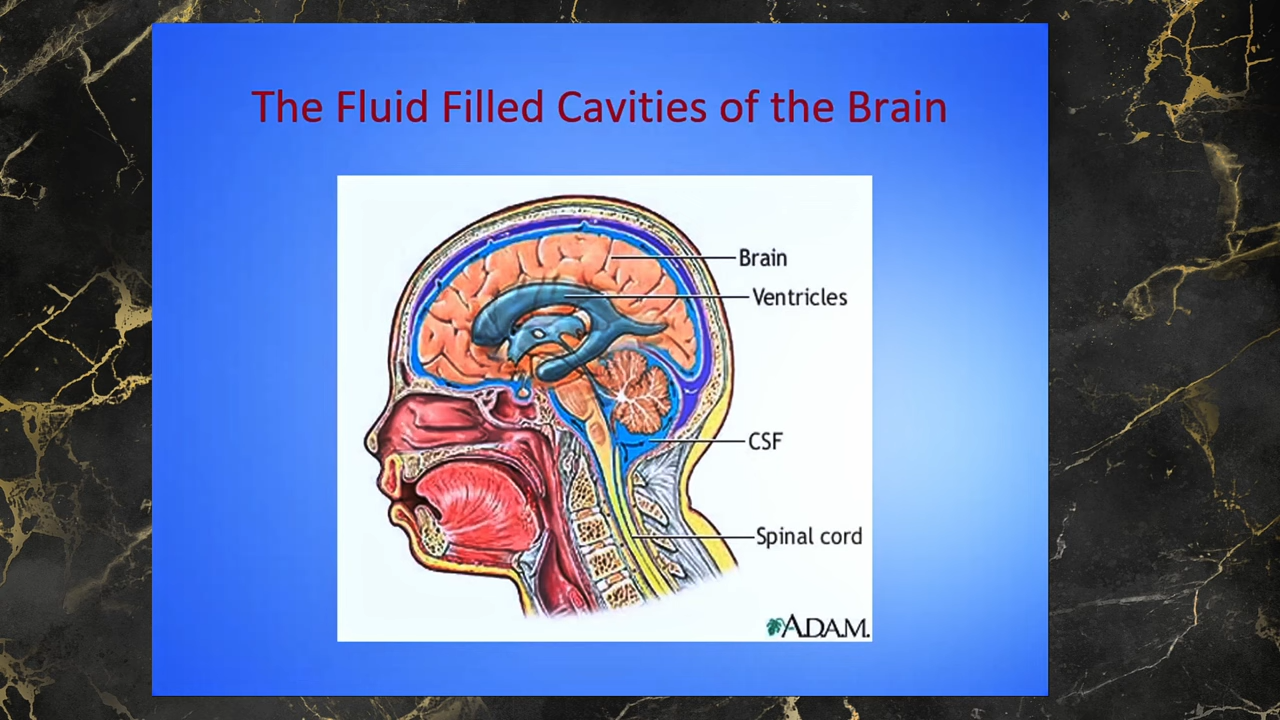 The Fluid Filled Cavities of the Brain
Brain
Ventricles
CSF
Spinal cord
A.D.A.M.